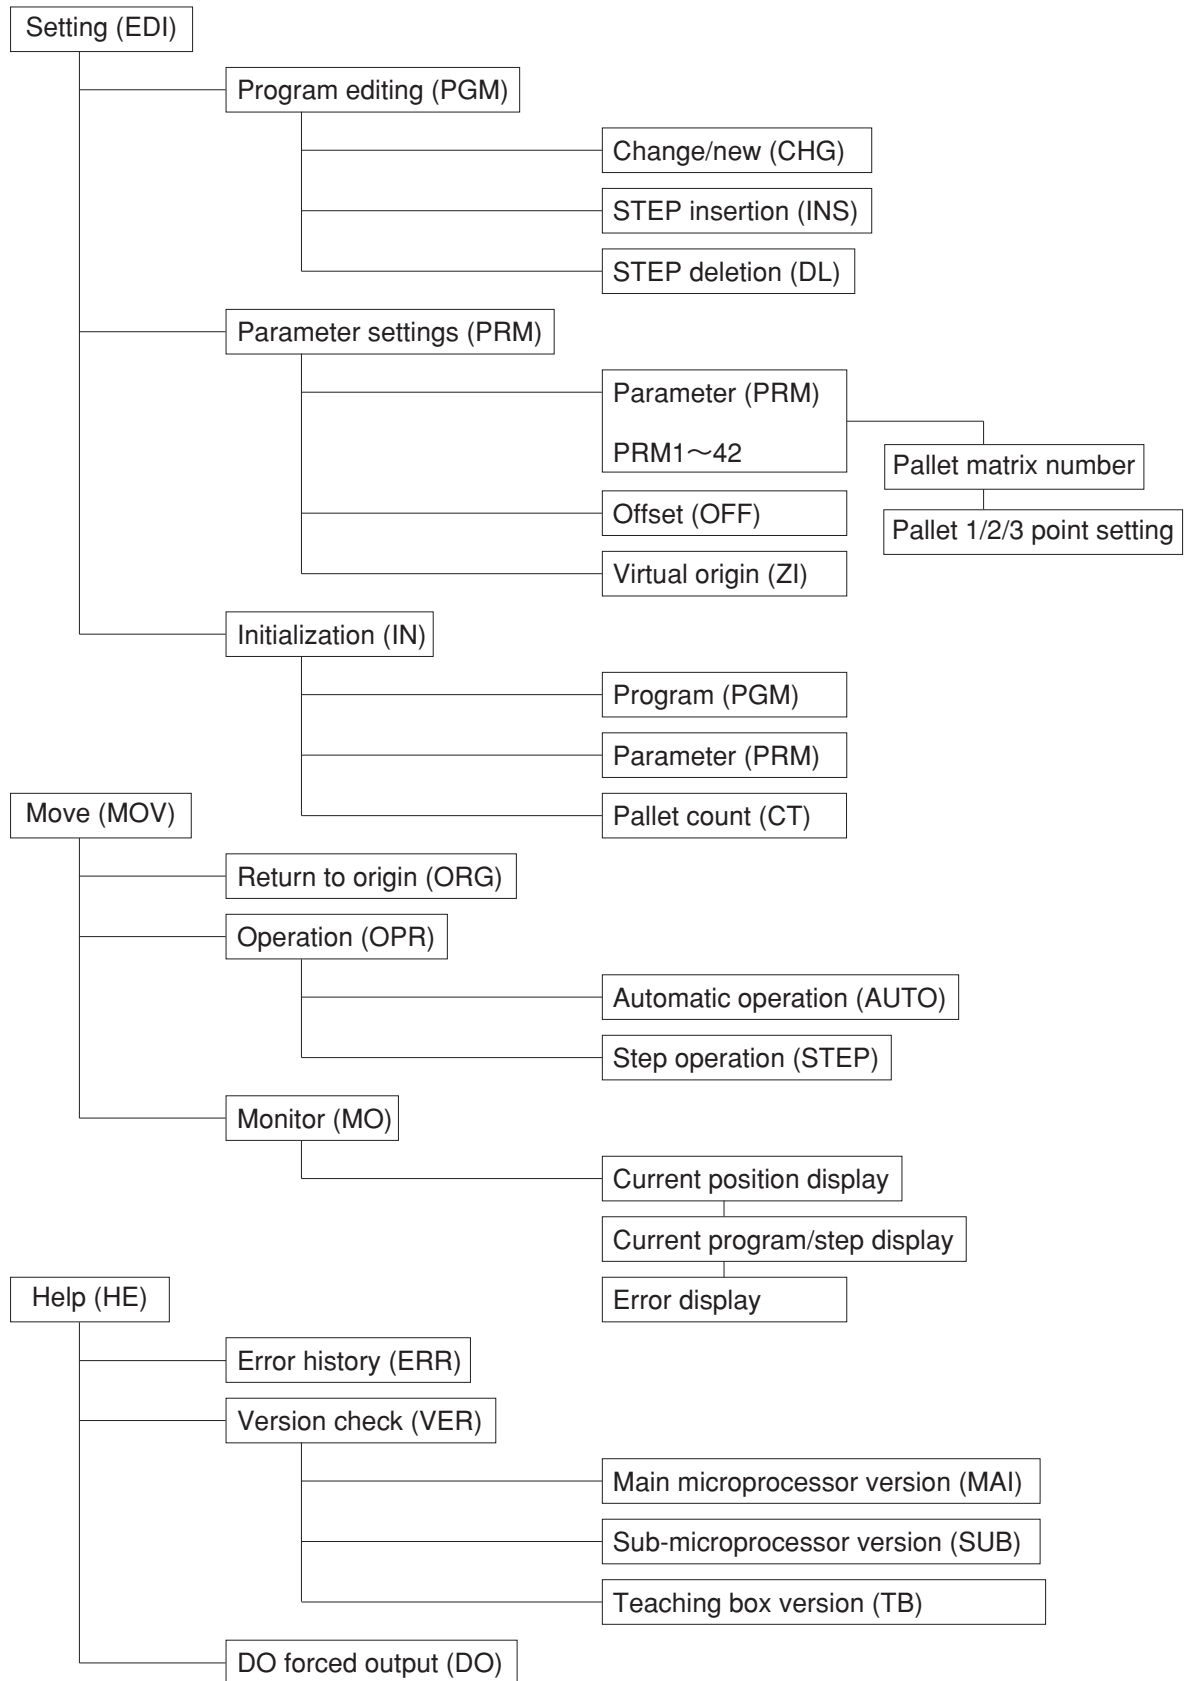 Setting (EDI)
Program editing (PGM)
Change/new (CHG)
STEP insertion (INS)
STEP deletion (DL)
Parameter settings (PRM)
Parameter (PRM)
PRM1～42
Pallet matrix number
Offset (OFF)
Pallet 1/2/3 point setting
Virtual origin (ZI)
Initialization (IN)
Program (PGM)
Parameter (PRM)
Pallet count (CT)
Move (MOV)
Return to origin (ORG)
Operation (OPR)
Automatic operation (AUTO)
Step operation (STEP)
Monitor (MO)
Current position display
Current program/step display
Error display
Help (HE)
Error history (ERR)
Version check (VER)
Main microprocessor version (MAI)
Sub-microprocessor version (SUB)
Teaching box version (TB)
DO forced output (DO)